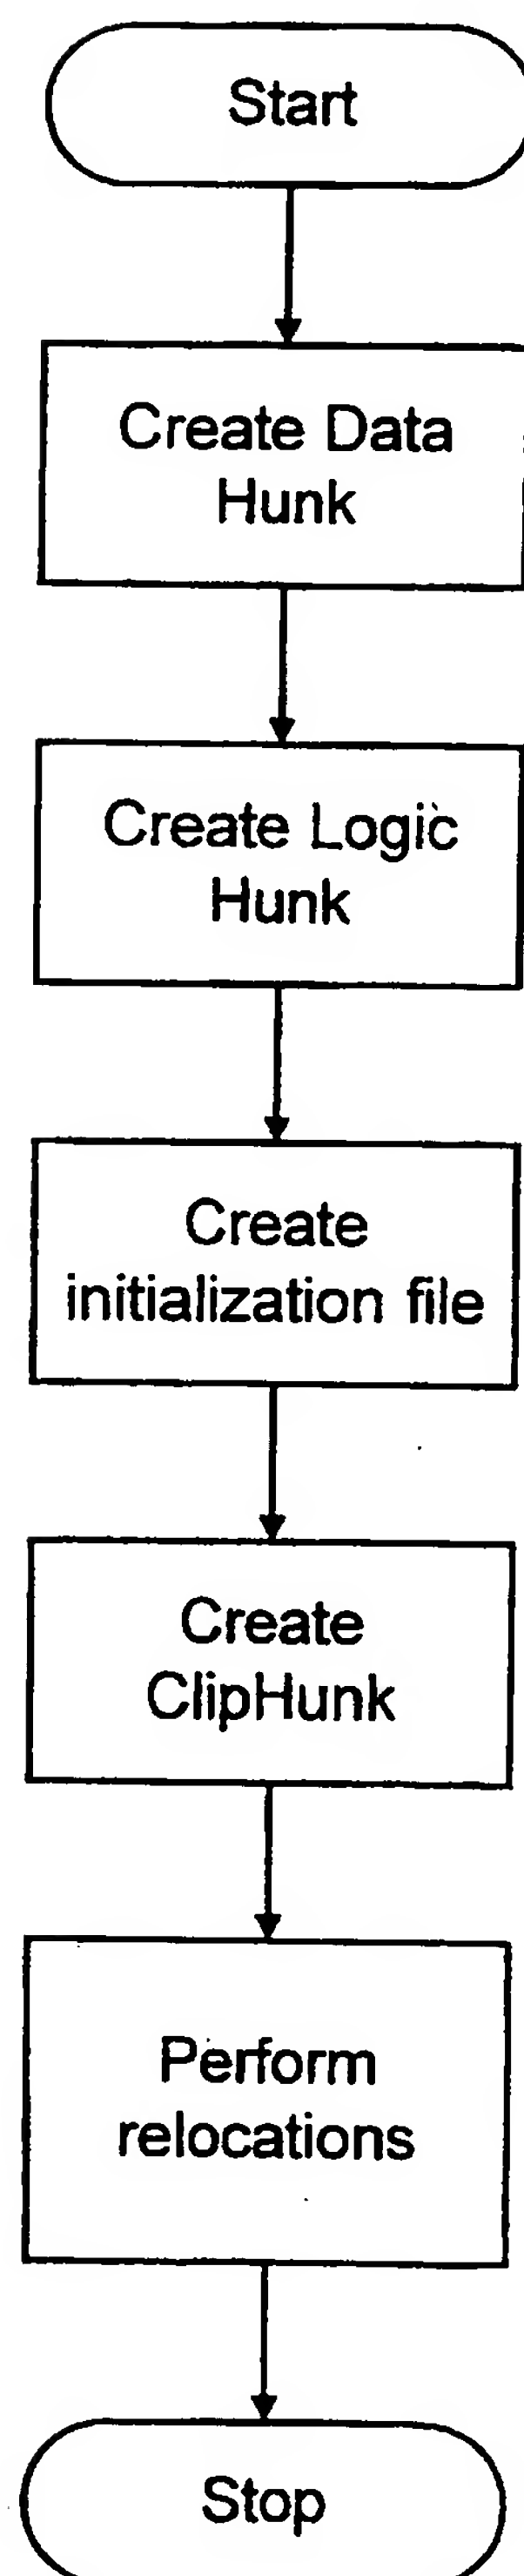 Start
Create Data
Hunk
Create Logic
Hunk
Create
initialization file
Create
ClipHunk
Perform
relocations
Stop